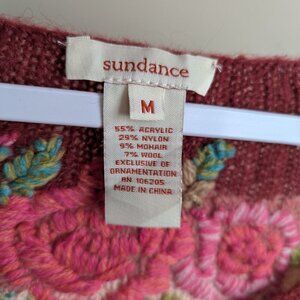 sundance
M
55% ACRYLIC
29% NYLON
9% MOHAIR
7% WOOL
EXCLUSIVE OF
ORNAMENTATION
RN 106205
MADE IN CHINA